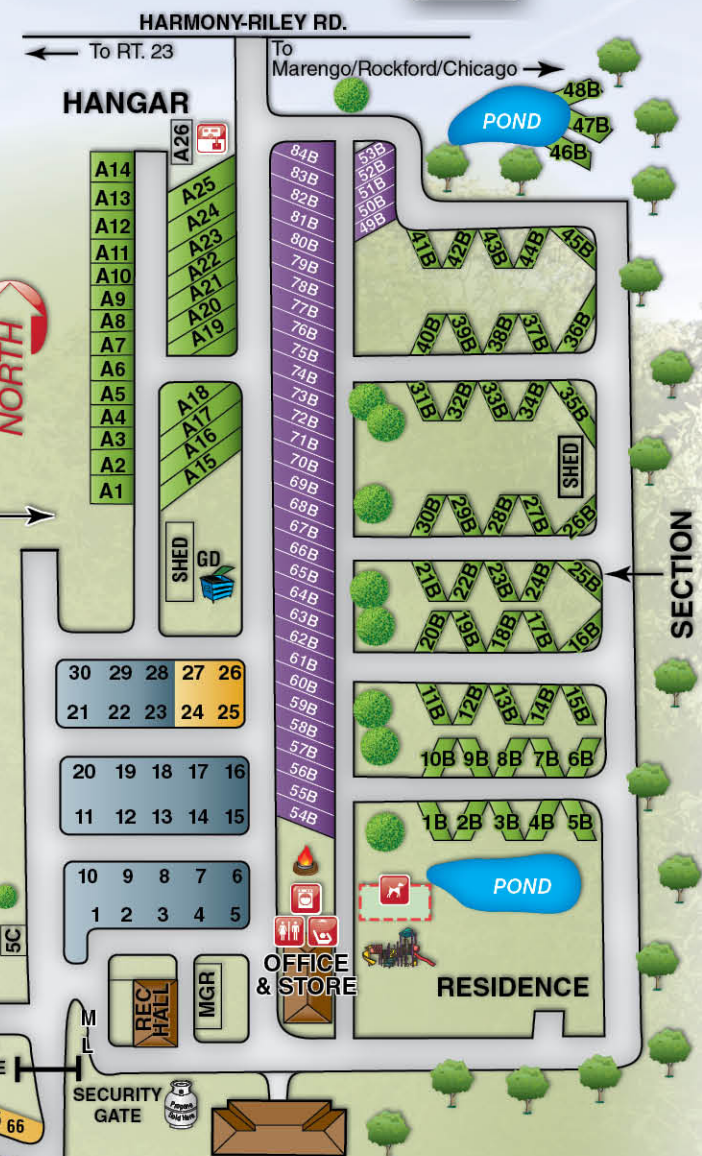 HARMONY-RILEY RD.
To RT. 23
To
Marengo/Rockford/Chicago
HANGAR
A26
POND
48B
47B
46B
A14
A13
A12
A11
A10
A9
A8
A7
A6
A5
A4
A3
A2
A1
A25
A24
A23
A22
A21
A20
A19
A18
A17
A16
A15
SHED
GD
NORTH
84B
83B
82B
81B
80B
79B
78B
77B
76B
75B
74B
73B
72B
71B
70B
69B
68B
67B
66B
65B
64B
63B
62B
61B
60B
59B
58B
57B
56B
55B
54B
53B
52B
51B
50B
49B
41B 42B 43B 44B 45B
40B 39B 38B 37B 36B
31B 32B 33B 34B 35B
SHED
30B 29B 28B 27B 26B
21B 22B 23B 24B 25B
20B 19B 18B 17B 16B
SECTION
11B 12B 13B 14B 15B
10B 9B 8B 7B 6B
1B 2B 3B 4B 5B
POND
RESIDENCE
30 29 28 27 26
21 22 23 24 25
20 19 18 17 16
11 12 13 14 15
10 9 8 7 6
1 2 3 4 5
5C
REC
HALL
MGR
OFFICE
& STORE
M
L
E
SECURITY
GATE
Propane
Sold Here
66